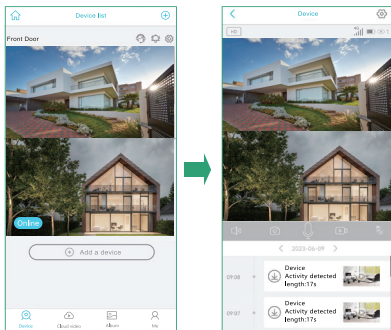 Device list
Front Door
Online
Add a device
Device
Cloud video
Album
Me
Device
HD
2023-06-09
09:08
Device
Activity detected
length:17s
09:07
Device
Activity detected
length:17s